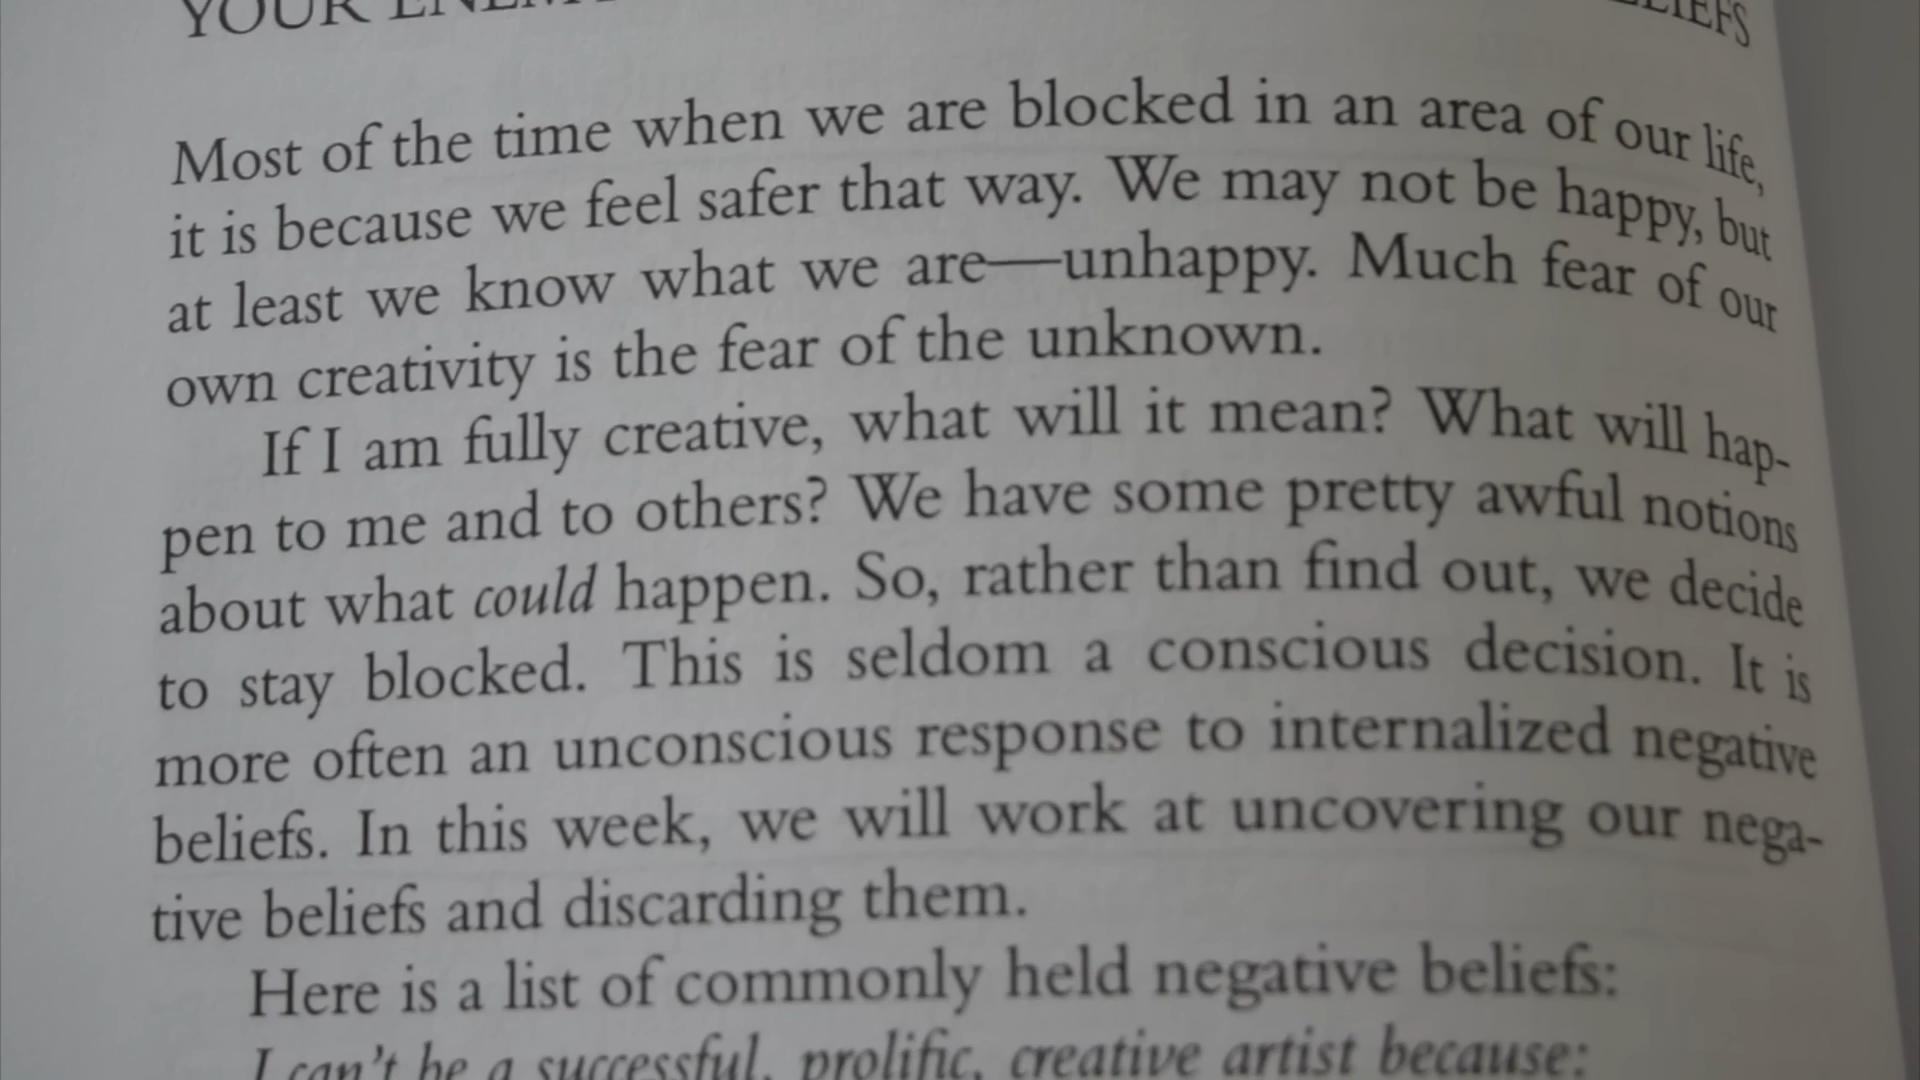 YOUR
Most of the time when we are blocked in an area of our life,
it is because we feel safer that way. We may not be happy, but
at least we know what we are—unhappy. Much fear of our
own creativity is the fear of the unknown.
If I am fully creative, what will it mean? What will hap-
pen to me and to others? We have some pretty awful notions
about what could happen. So, rather than find out, we decide
to stay blocked. This is seldom a conscious decision. It is
more often an unconscious response to internalized negative
beliefs. In this week, we will work at uncovering our nega-
tive beliefs and discarding them.
Here is a list of commonly held negative beliefs:
I can't be a successful, prolific, creative artist because: